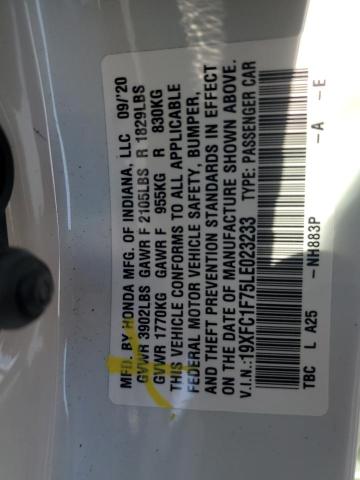 MFD. BY HONDA MFG. OF INDIANA, LLC 09/'20
GVWR 3902LBS GAWR F 2105LBS R 1829LBS
GVWR 1770KG GAWR F 955KG R 830KG
THIS VEHICLE CONFORMS TO ALL APPLICABLE
FEDERAL MOTOR VEHICLE SAFETY, BUMPER,
AND THEFT PREVENTION STANDARDS IN EFFECT
ON THE DATE OF MANUFACTURE SHOWN ABOVE.
V.I.N.:19XFC1F75LE023233 TYPE: PASSENGER CAR
-NH883P -A -E
TBC L A25